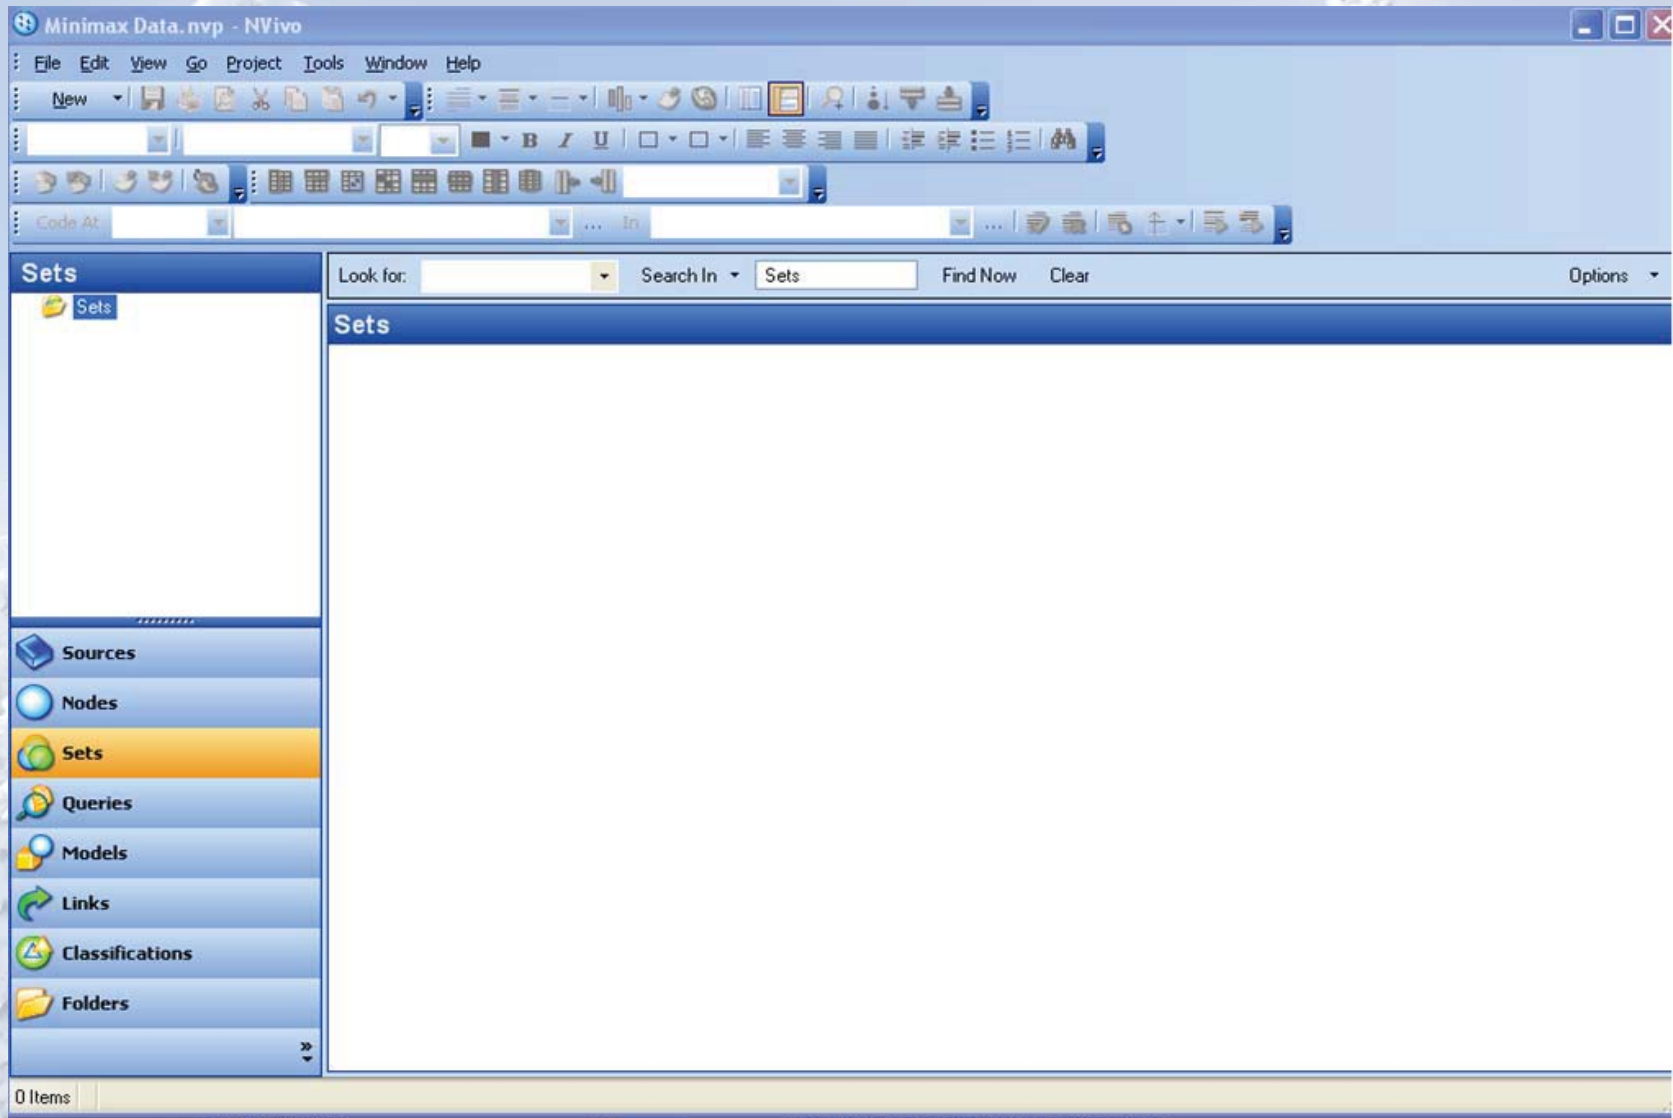 Minimax Data.nvp - NVivo
File Edit View Go Project Tools Window Help
New
B I U
Code At ... In ...
Sets
Sets
Look for: Search In Sets Find Now Clear Options
Sets
Sources
Nodes
Sets
Queries
Models
Links
Classifications
Folders
0 Items